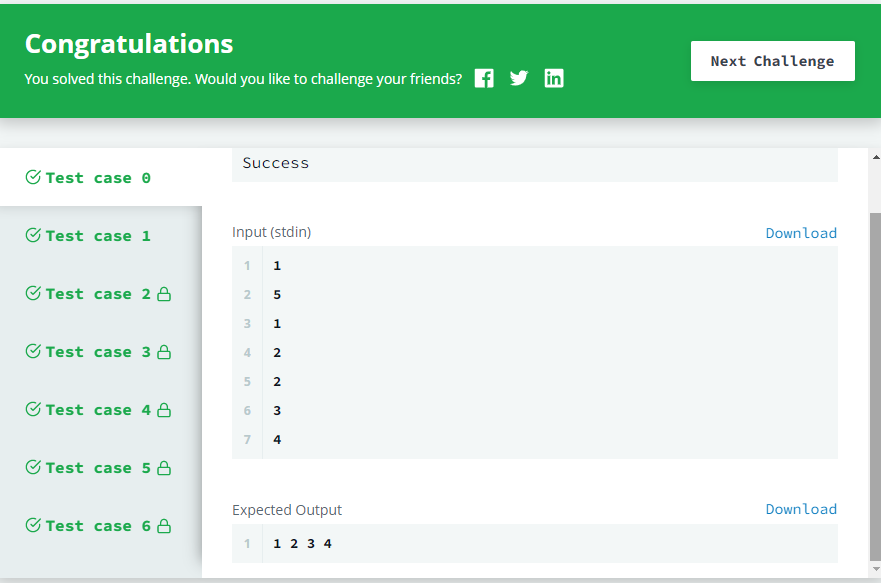 Congratulations
You solved this challenge. Would you like to challenge your friends?
Next Challenge
Test case 0
Test case 1
Test case 2
Test case 3
Test case 4
Test case 5
Test case 6
Success
Input (stdin)
Download
1 1
2 5
3 1
4 2
5 2
6 3
7 4
Expected Output
Download
1 1 2 3 4